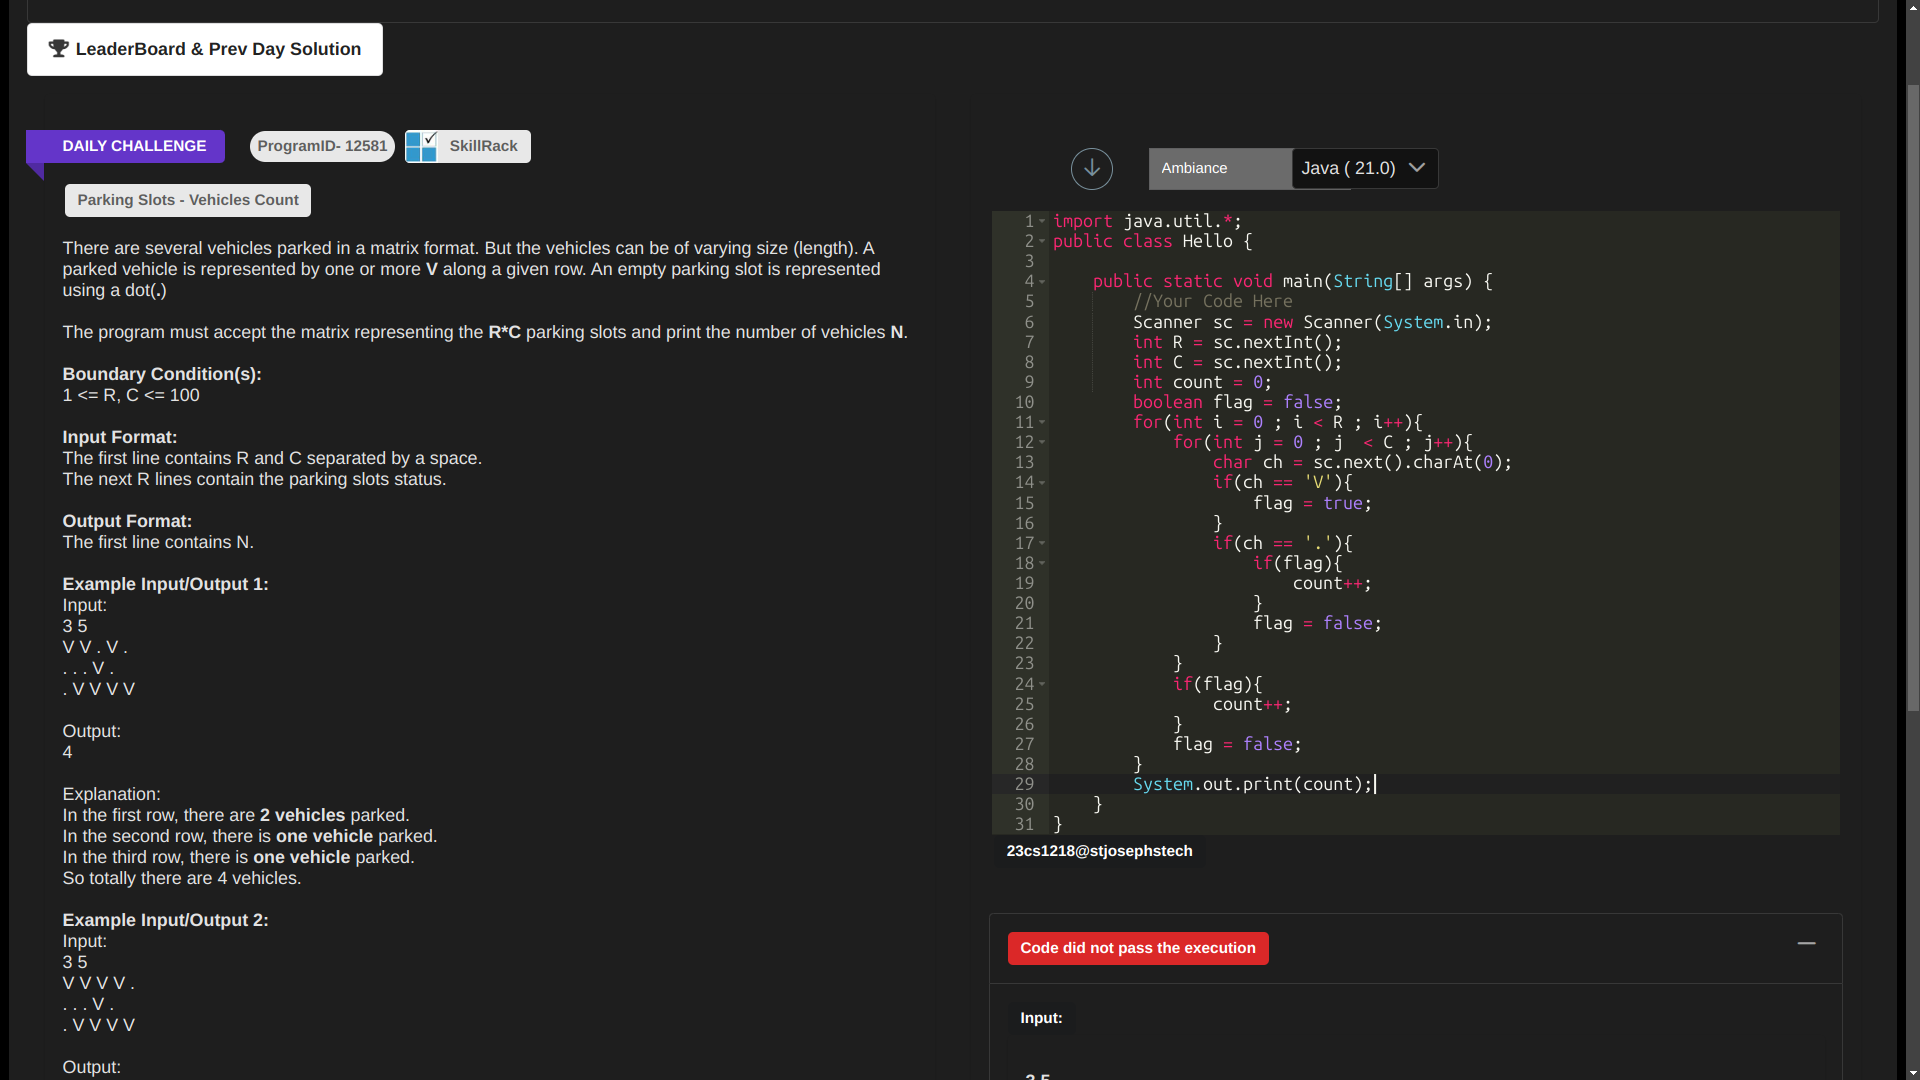 LeaderBoard & Prev Day Solution
DAILY CHALLENGE
ProgramID- 12581
SkillRack
Parking Slots - Vehicles Count
There are several vehicles parked in a matrix format. But the vehicles can be of varying size (length). A
parked vehicle is represented by one or more V along a given row. An empty parking slot is represented
using a dot(.)
The program must accept the matrix representing the R*C parking slots and print the number of vehicles N.
Boundary Condition(s):
1 <= R, C <= 100
Input Format:
The first line contains R and C separated by a space.
The next R lines contain the parking slots status.
Output Format:
The first line contains N.
Example Input/Output 1:
Input:
3 5
V V . V .
. . . V .
. V V V V
Output:
4
Explanation:
In the first row, there are 2 vehicles parked.
In the second row, there is one vehicle parked.
In the third row, there is one vehicle parked.
So totally there are 4 vehicles.
Example Input/Output 2:
Input:
3 5
V V V V .
. . . V .
. V V V V
Output:
Ambiance
Java ( 21.0)
1 import java.util.*;
2 public class Hello {
3
4     public static void main(String[] args) {
5         //Your Code Here
6         Scanner sc = new Scanner(System.in);
7         int R = sc.nextInt();
8         int C = sc.nextInt();
9         int count = 0;
10         boolean flag = false;
11         for(int i = 0 ; i < R ; i++){
12             for(int j = 0 ; j  < C ; j++){
13                 char ch = sc.next().charAt(0);
14                 if(ch == 'V'){
15                     flag = true;
16                 }
17                 if(ch == '.'){
18                     if(flag){
19                         count++;
20                     }
21                     flag = false;
22                 }
23             }
24             if(flag){
25                 count++;
26             }
27             flag = false;
28         }
29         System.out.print(count);
30     }
31 }
23cs1218@stjosephstech
Code did not pass the execution
Input:
3 5